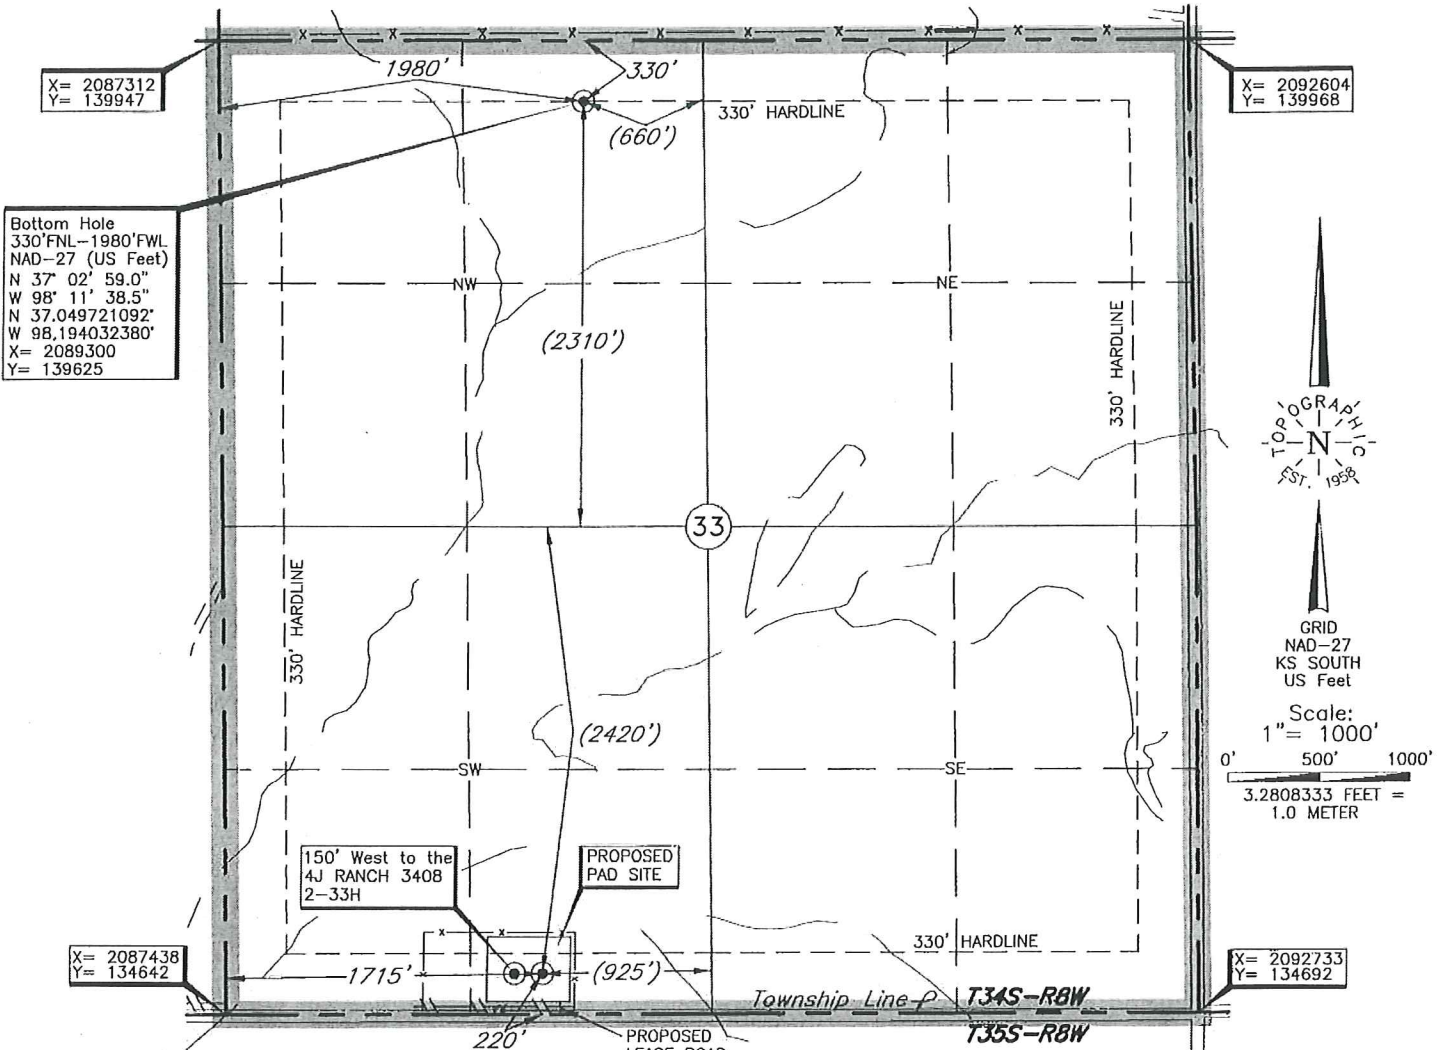 X= 2087312
Y= 139947
1980'
330'
X= 2092604
Y= 139968
330' HARDLINE
(660')
Bottom Hole
330'FNL-1980'FWL
NAD-27 (US Feet)
N 37° 02' 59.0"
W 98° 11' 38.5"
N 37.049721092°
W 98.194032380°
X= 2089300
Y= 139625
NW
NE
(2310')
330' HARDLINE
TOPOGRAPHIC
N
EST. 1958
33
330' HARDLINE
GRID
NAD-27
KS SOUTH
US Feet
Scale:
1"= 1000'
0' 500' 1000'
3.2808333 FEET =
1.0 METER
(2420')
SW
SE
150' West to the
4J RANCH 3408
2-33H
PROPOSED
PAD SITE
330' HARDLINE
X= 2087438
Y= 134642
1715'
(925')
X= 2092733
Y= 134692
Township Line
T34S-R8W
T35S-R8W
220'
PROPOSED
LEASE ROAD